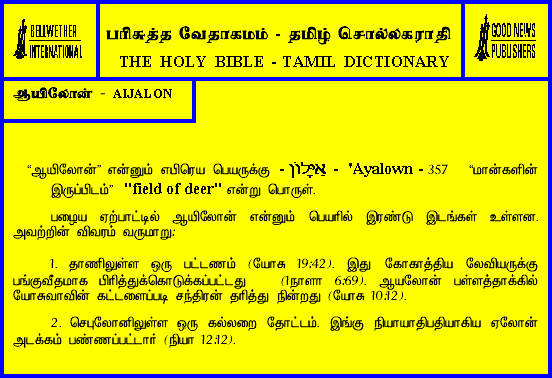 BELLWETHER
INTERNATIONAL
பரிசுத்த வேதாகமம் - தமிழ் சொல்லகராதி
THE HOLY BIBLE - TAMIL DICTIONARY
GOOD NEWS
PUBLISHERS
ஆயிலோன் - AIJALON
“ஆயிலோன்” என்னும் எபிரெய பெயருக்கு - אַיָּלוֹן - 'Ayalown - 357 “மான்களின்
இருப்பிடம்” "field of deer" என்று பொருள்.
பழைய ஏற்பாட்டில் ஆயிலோன் என்னும் பெயரில் இரண்டு இடங்கள் உள்ளன.
அவற்றின் விவரம் வருமாறு:
1. தாணிலுள்ள ஒரு பட்டணம் (யோசு 19:42). இது கோகாத்திய லேவியருக்கு
பங்குவீதமாக பிரித்துக்கொடுக்கப்பட்டது (1நாளா 6:69). ஆயலோன் பள்ளத்தாக்கில்
யோசுவாவின் கட்டளைப்படி சந்திரன் தரித்து நின்றது (யோசு 10:12).
2. செபுலோனிலுள்ள ஒரு கல்லறை தோட்டம். இங்கு நியாயாதிபதியாகிய ஏலோன்
அடக்கம் பண்ணப்பட்டார் (நியா 12:12).